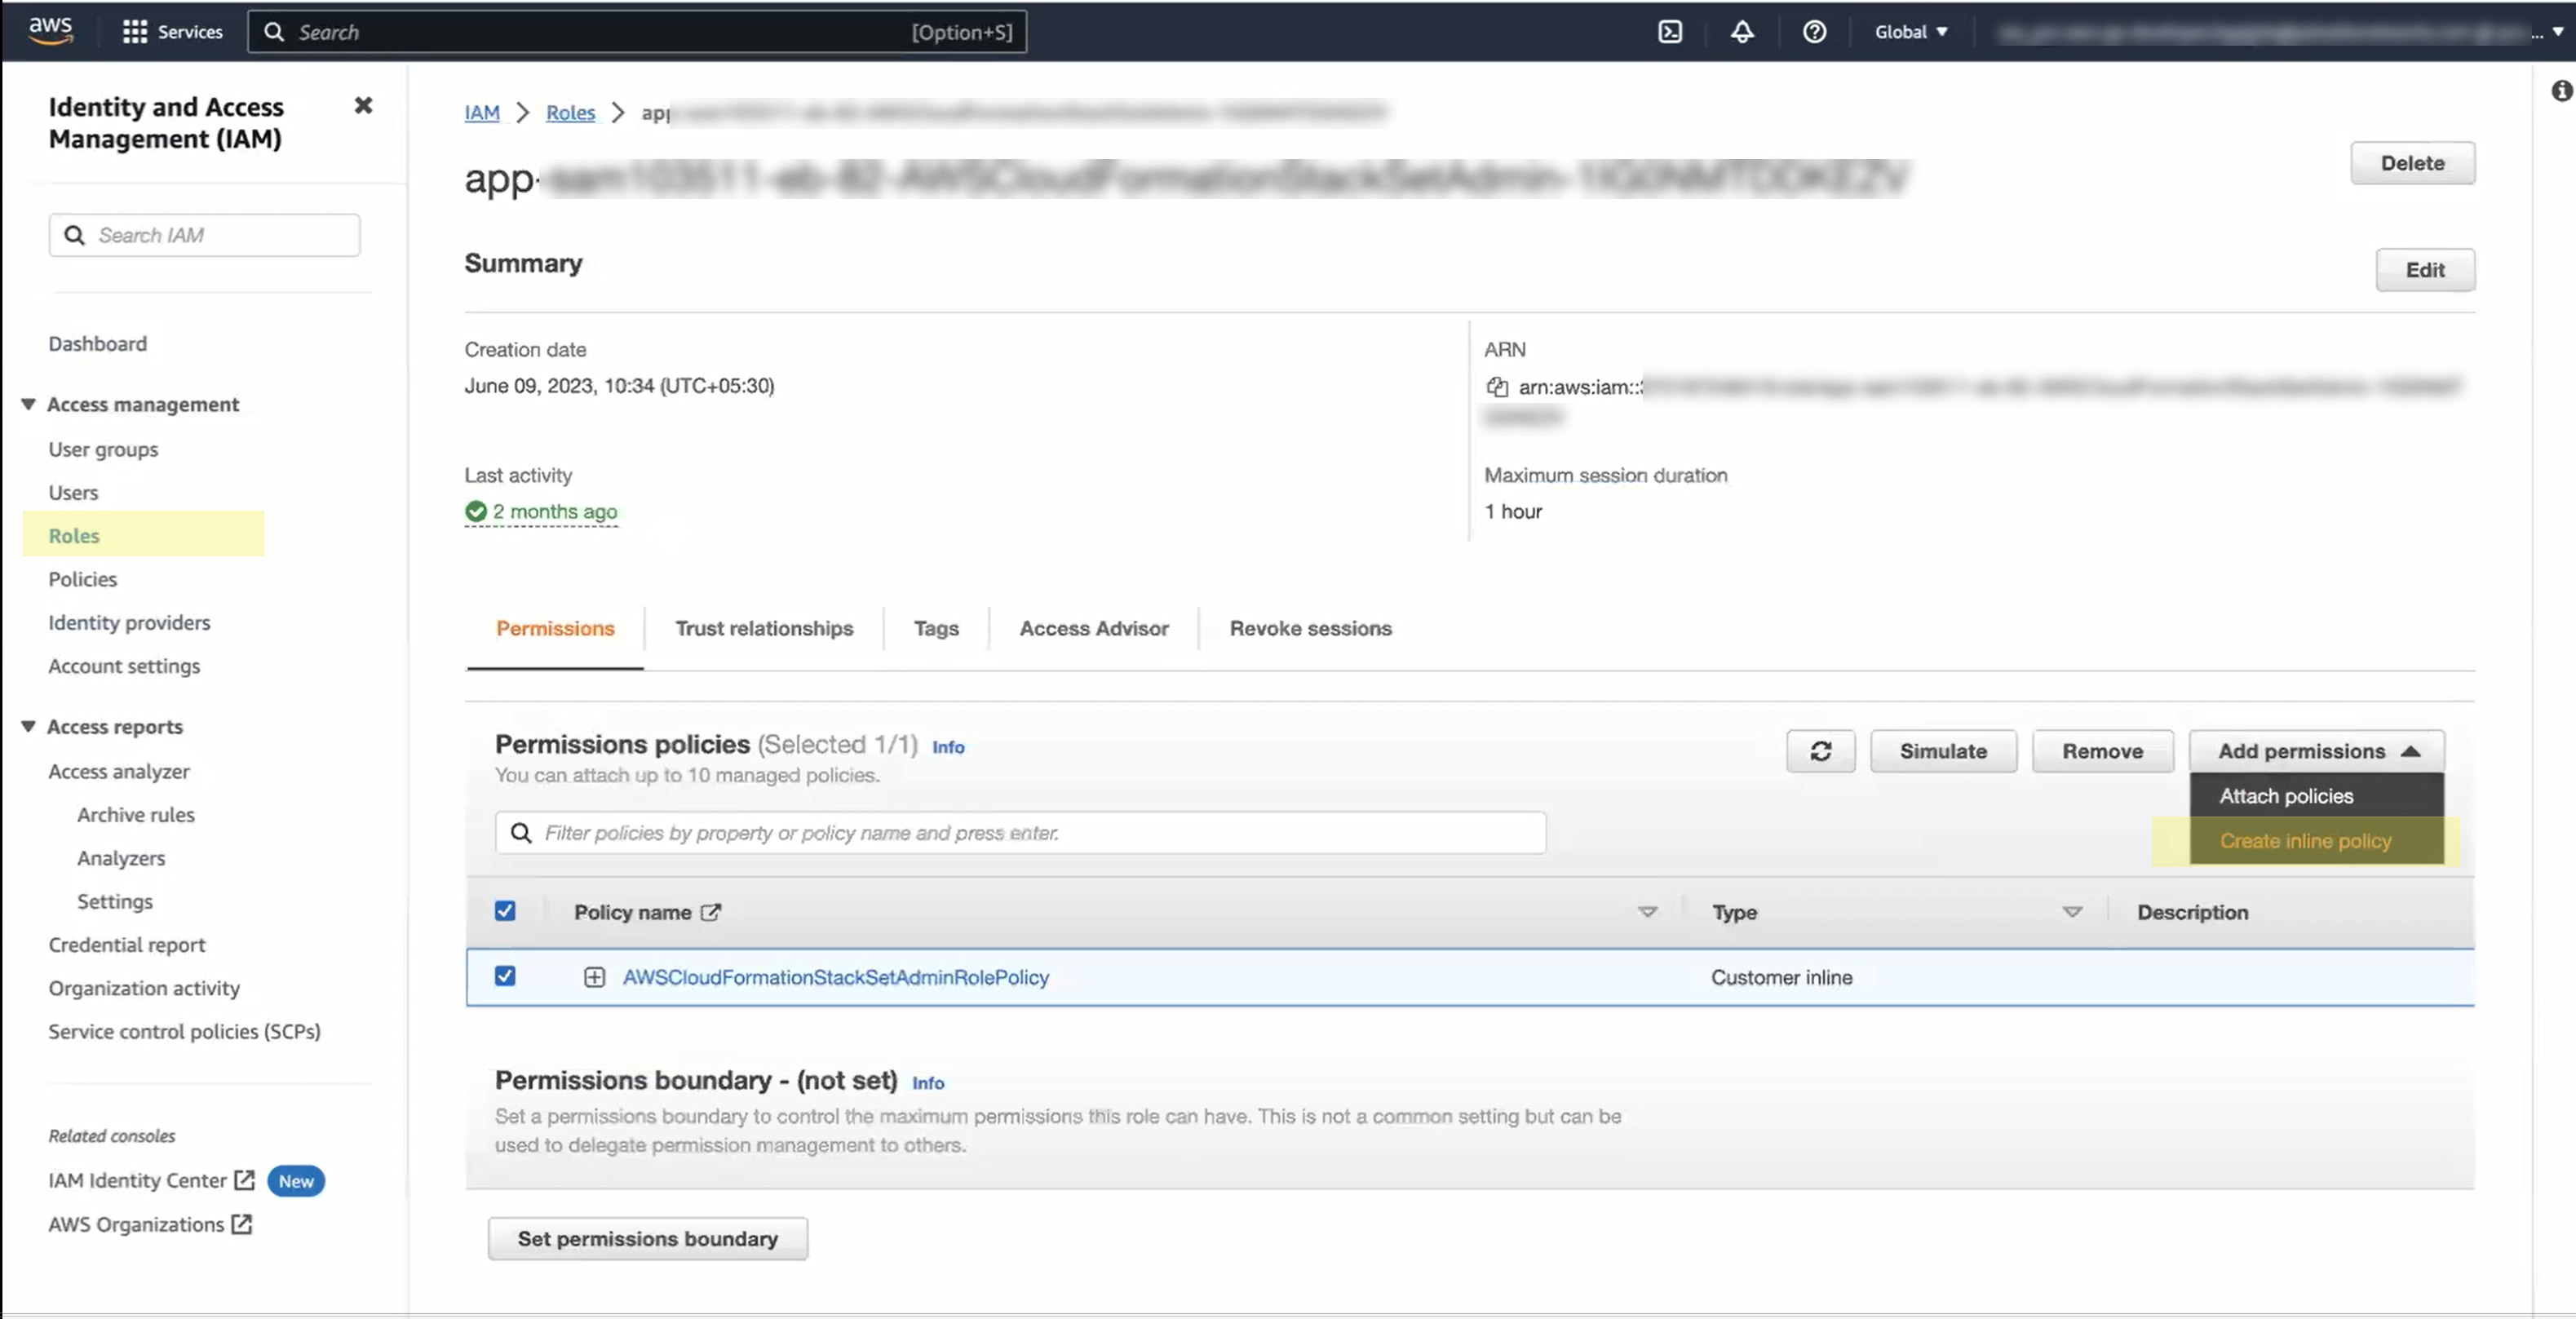 aws
Services
Search
[Option+S]
Global
...
Identity and Access
Management (IAM)
Search IAM
Dashboard
Access management
User groups
Users
Roles
Policies
Identity providers
Account settings
Access reports
Access analyzer
Archive rules
Analyzers
Settings
Credential report
Organization activity
Service control policies (SCPs)
Related consoles
IAM Identity Center New
AWS Organizations
IAM > Roles > app
app-
Delete
Summary
Edit
Creation date
June 09, 2023, 10:34 (UTC+05:30)
ARN
arn:aws:iam::
Last activity
2 months ago
Maximum session duration
1 hour
Permissions
Trust relationships
Tags
Access Advisor
Revoke sessions
Permissions policies (Selected 1/1) Info
You can attach up to 10 managed policies.
Simulate
Remove
Add permissions
Attach policies
Create inline policy
Filter policies by property or policy name and press enter.
Policy name
Type
Description
AWSCloudFormationStackSetAdminRolePolicy
Customer inline
Permissions boundary - (not set) Info
Set a permissions boundary to control the maximum permissions this role can have. This is not a common setting but can be
used to delegate permission management to others.
Set permissions boundary